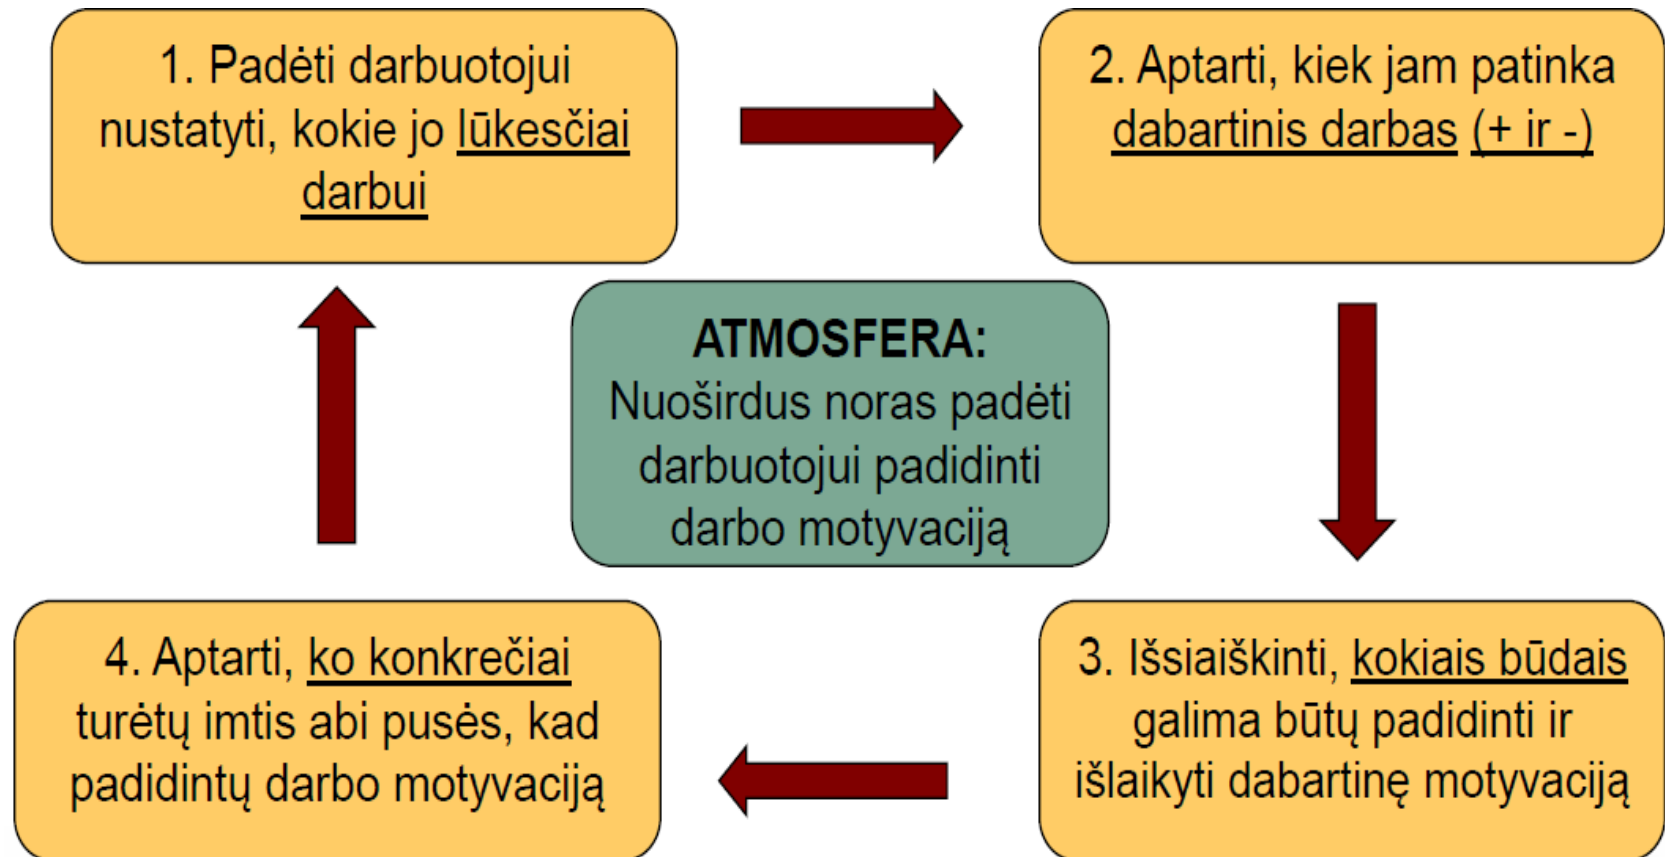 1. Padėti darbuotojui
nustatyti, kokie jo lūkesčiai
darbui
2. Aptarti, kiek jam patinka
dabartinis darbas (+ ir -)
ATMOSFERA:
Nuoširdus noras padėti
darbuotojui padidinti
darbo motyvaciją
3. Išsiaiškinti, kokiais būdais
galima būtų padidinti ir
išlaikyti dabartinę motyvaciją
4. Aptarti, ko konkrečiai
turėtų imtis abi pusės, kad
padidintų darbo motyvaciją